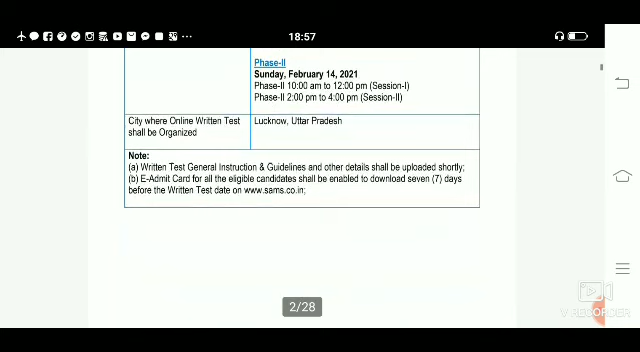 18:57
Phase-II
Sunday, February 14, 2021
Phase-II 10:00 am to 12:00 pm (Session-I)
Phase-II 2:00 pm to 4:00 pm (Session-II)
City where Online Written Test
shall be Organized
Lucknow, Uttar Pradesh
Note:
(a) Written Test General Instruction & Guidelines and other details shall be uploaded shortly;
(b) E-Admit Card for all the eligible candidates shall be enabled to download seven (7) days
before the Written Test date on www.sams.co.in;
2/28
V RECORDER